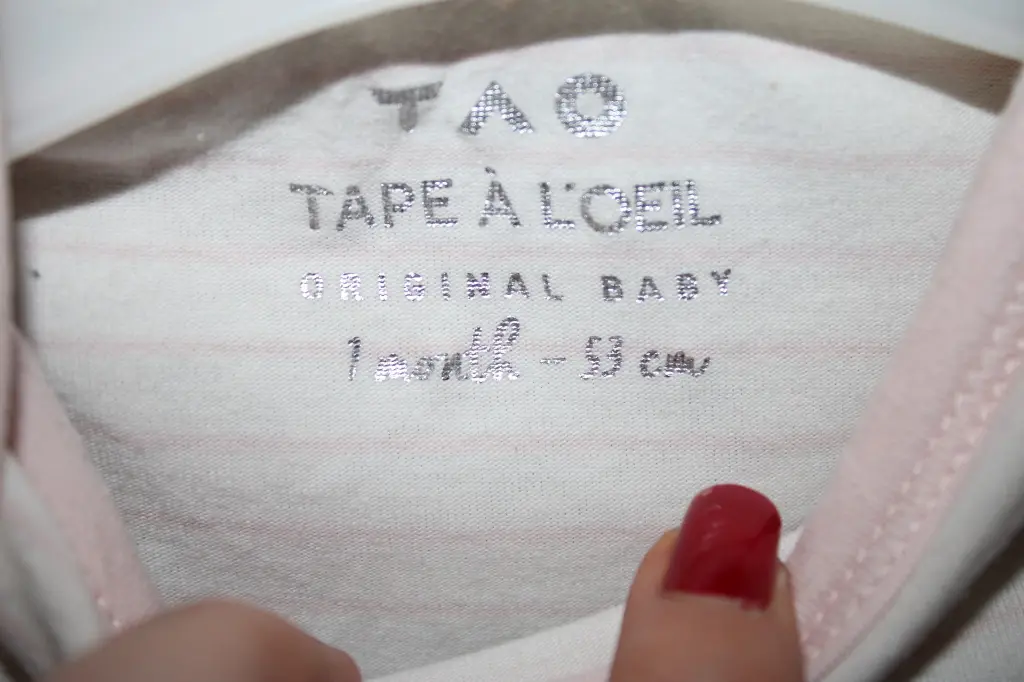 TAO
TAPE À L'OEIL
ORIGINAL BABY
1 month - 53 cm